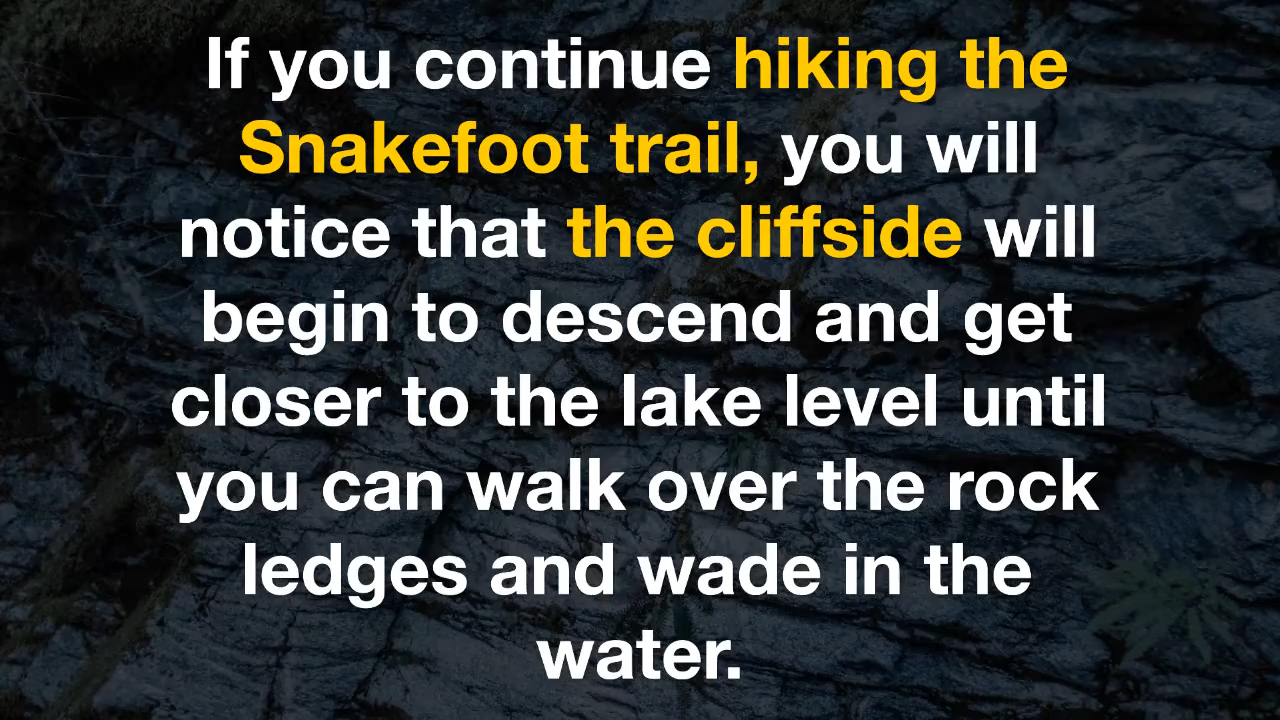 If you continue hiking the
Snakefoot trail, you will
notice that the cliffside will
begin to descend and get
closer to the lake level until
you can walk over the rock
ledges and wade in the
water.